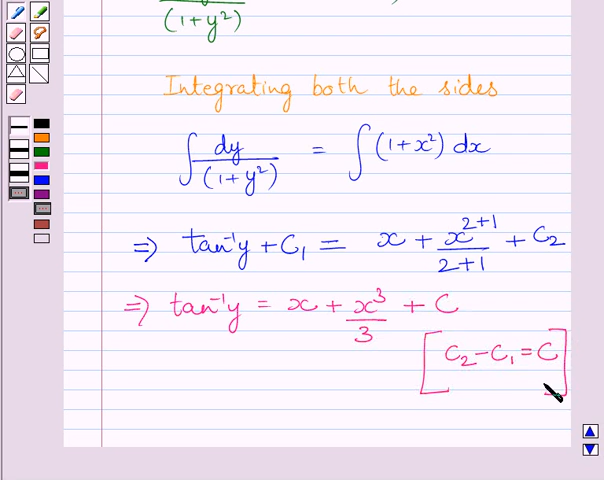 (1+y²)
Integrating both the sides
∫ dy/(1+y²) = ∫ (1+x²) dx
⇒ tan⁻¹y + C₁ = x + x²⁺¹/2+1 + C₂
⇒ tan⁻¹y = x + x³/3 + C
[C₂ - C₁ = C]